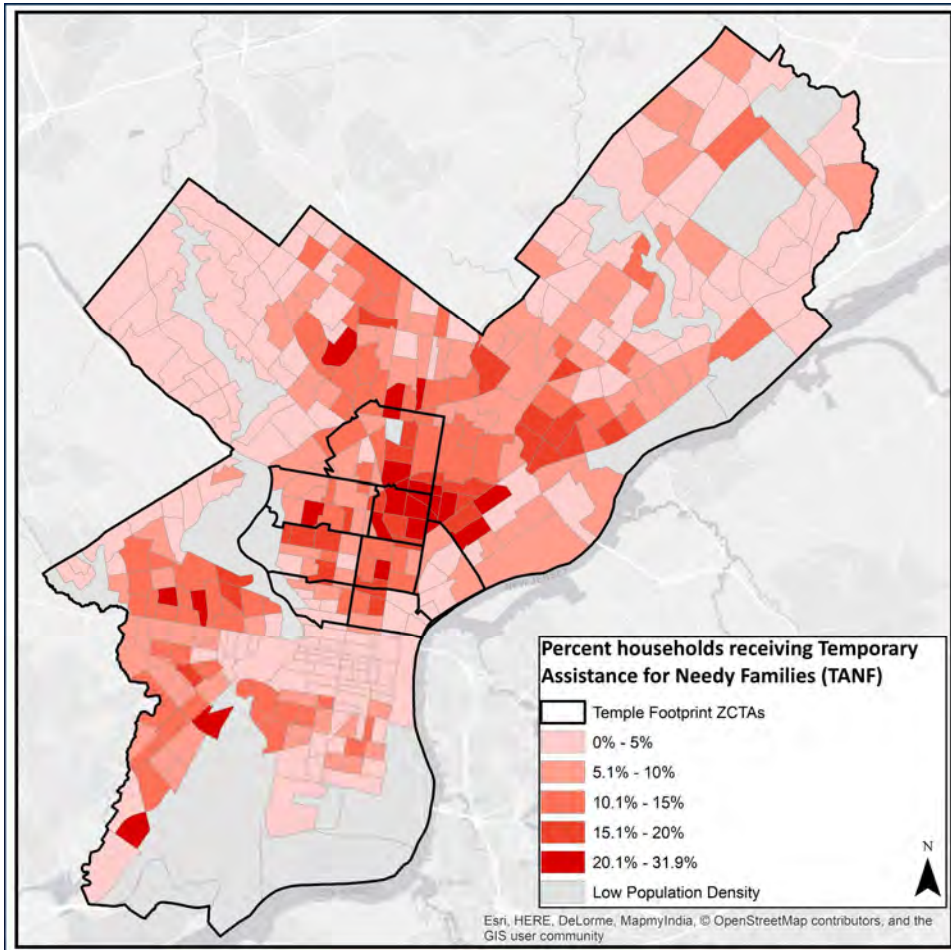 Percent households receiving Temporary
Assistance for Needy Families (TANF)
Temple Footprint ZCTAs
0% - 5%
5.1% - 10%
10.1% - 15%
15.1% - 20%
20.1% - 31.9%
Low Population Density
N
Esri, HERE, DeLorme, MapmyIndia, © OpenStreetMap contributors, and the
GIS user community